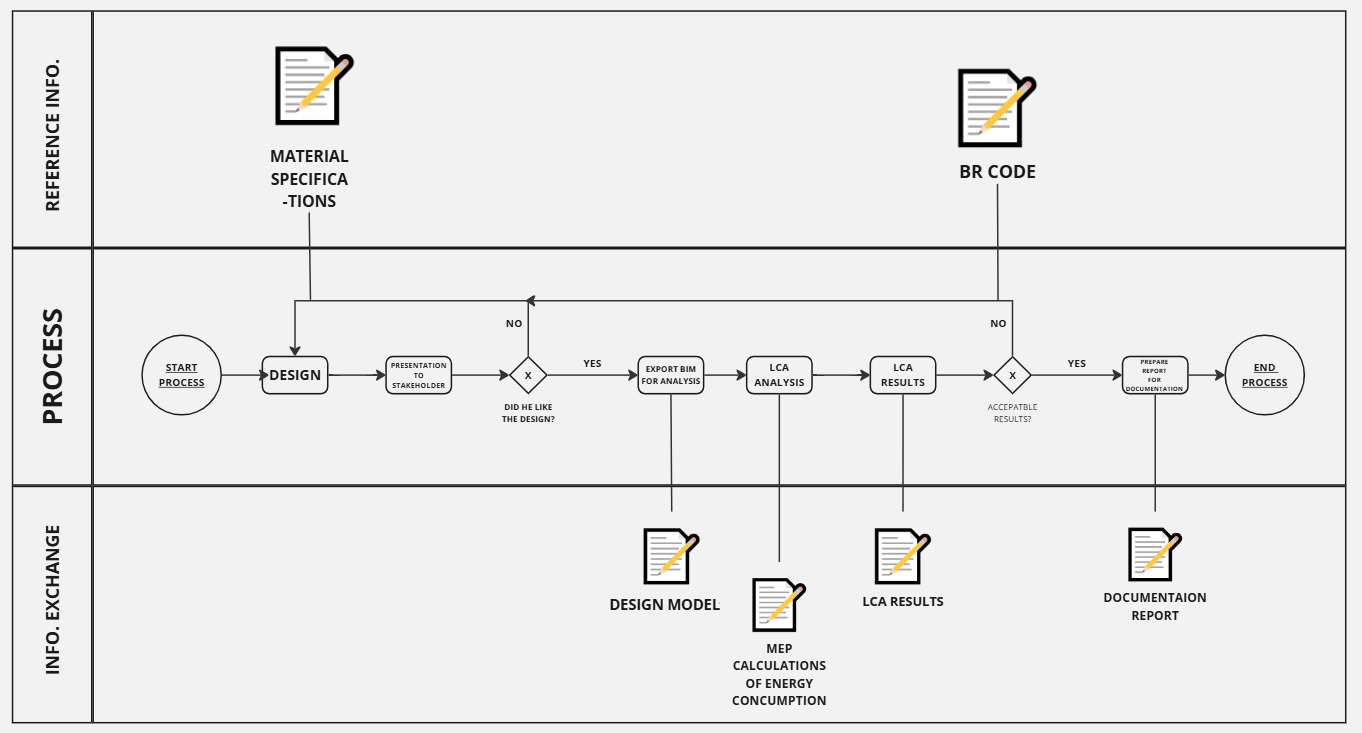 REFERENCE INFO.
MATERIAL
SPECIFICA
-TIONS
BR CODE
PROCESS
START
PROCESS
DESIGN
PRESENTATION
TO
STAKEHOLDER
NO
X
DID HE LIKE
THE DESIGN?
YES
EXPORT BIM
FOR ANALYSIS
LCA
ANALYSIS
LCA
RESULTS
NO
X
ACCEPATBLE
RESULTS?
YES
PREPARE
REPORT
FOR
DOCUMENTATION
END
PROCESS
INFO. EXCHANGE
DESIGN MODEL
MEP
CALCULATIONS
OF ENERGY
CONCUMPTION
LCA RESULTS
DOCUMENTAION
REPORT